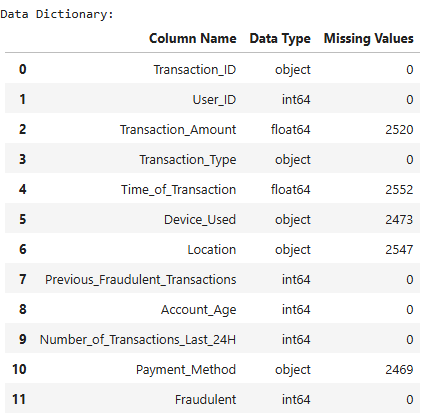 Data Dictionary:
Column Name Data Type Missing Values
0 Transaction_ID object 0
1 User_ID int64 0
2 Transaction_Amount float64 2520
3 Transaction_Type object 0
4 Time_of_Transaction float64 2552
5 Device_Used object 2473
6 Location object 2547
7 Previous_Fraudulent_Transactions int64 0
8 Account_Age int64 0
9 Number_of_Transactions_Last_24H int64 0
10 Payment_Method object 2469
11 Fraudulent int64 0